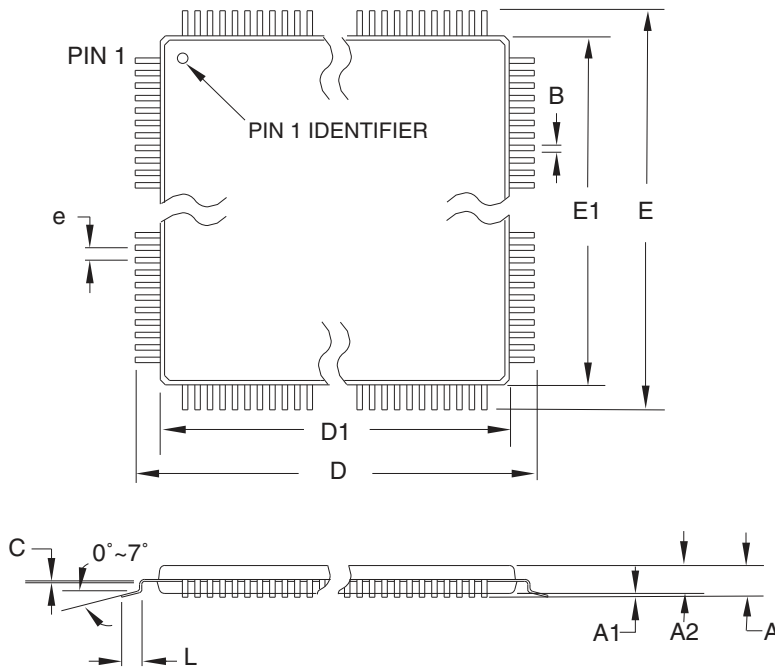 PIN 1
B
PIN 1 IDENTIFIER
e
E1
E
D1
D
C
0°~7°
A1
A2
A
L